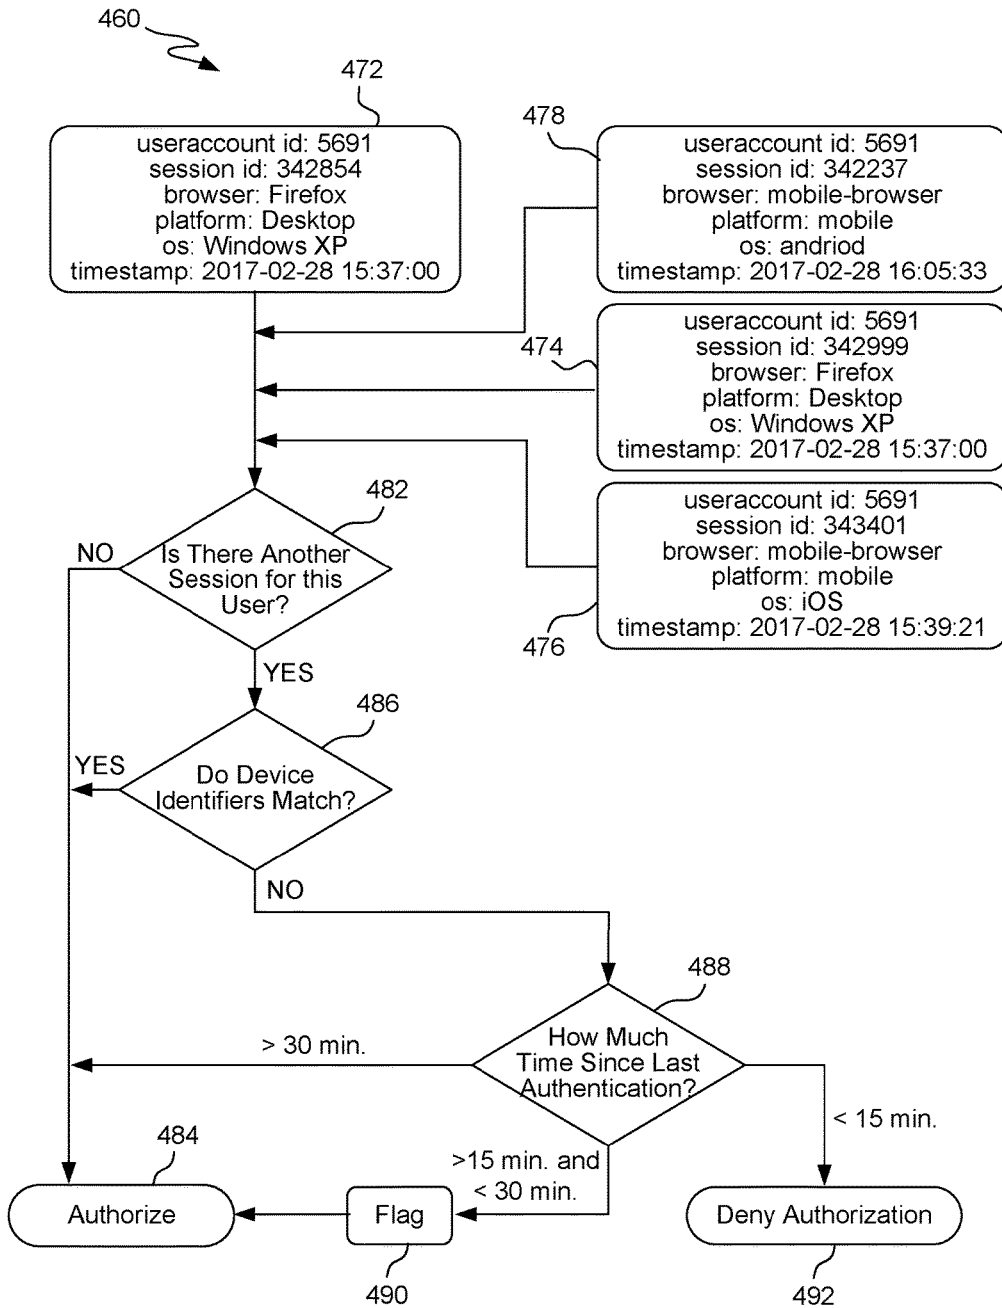 460
472
useraccount id: 5691
session id: 342854
browser: Firefox
platform: Desktop
os: Windows XP
timestamp: 2017-02-28 15:37:00
478
useraccount id: 5691
session id: 342237
browser: mobile-browser
platform: mobile
os: andriod
timestamp: 2017-02-28 16:05:33
474
useraccount id: 5691
session id: 342999
browser: Firefox
platform: Desktop
os: Windows XP
timestamp: 2017-02-28 15:37:00
476
useraccount id: 5691
session id: 343401
browser: mobile-browser
platform: mobile
os: iOS
timestamp: 2017-02-28 15:39:21
482
NO
Is There Another
Session for this
User?
YES
486
YES
Do Device
Identifiers Match?
NO
488
How Much
Time Since Last
Authentication?
> 30 min.
< 15 min.
>15 min. and
< 30 min.
484
Authorize
Flag
490
Deny Authorization
492